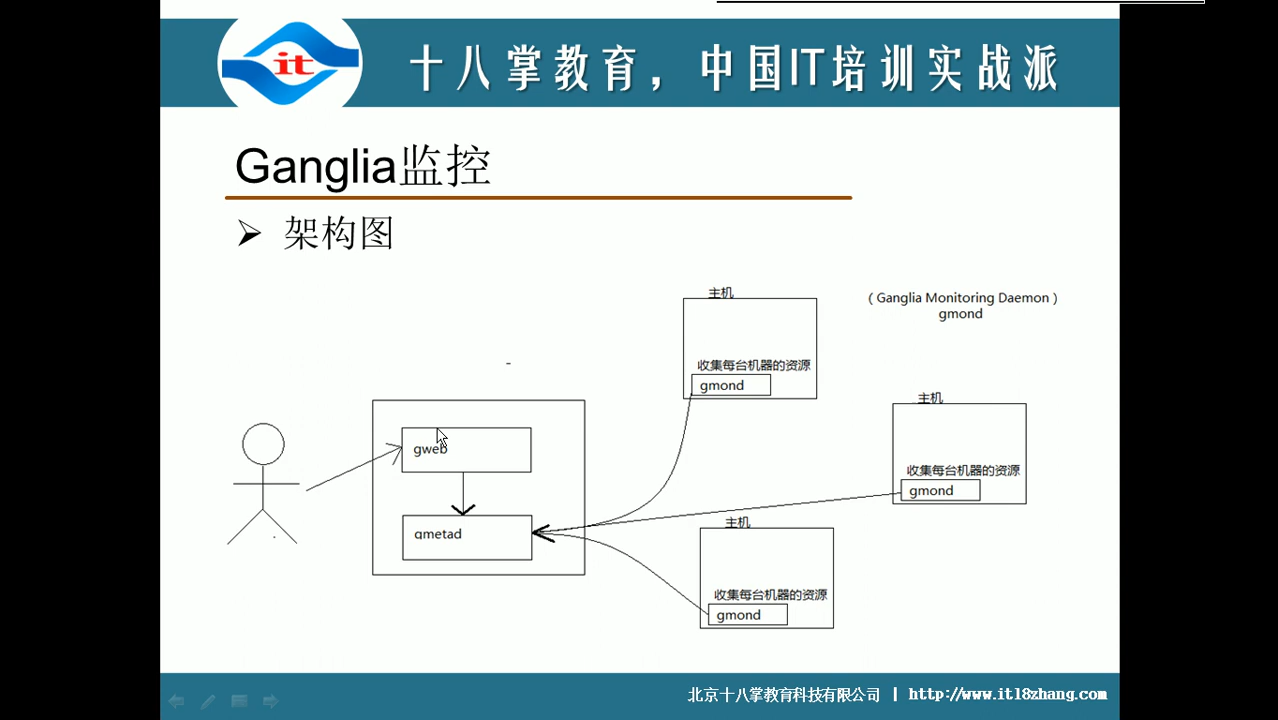 it
十八掌教育，中国IT培训实战派
Ganglia监控
架构图
主机
收集每台机器的资源
gmond
( Ganglia Monitoring Daemon )
gmond
主机
收集每台机器的资源
gmond
gweb
gmetad
主机
收集每台机器的资源
gmond
北京十八掌教育科技有限公司 | http://www.it18zhang.com